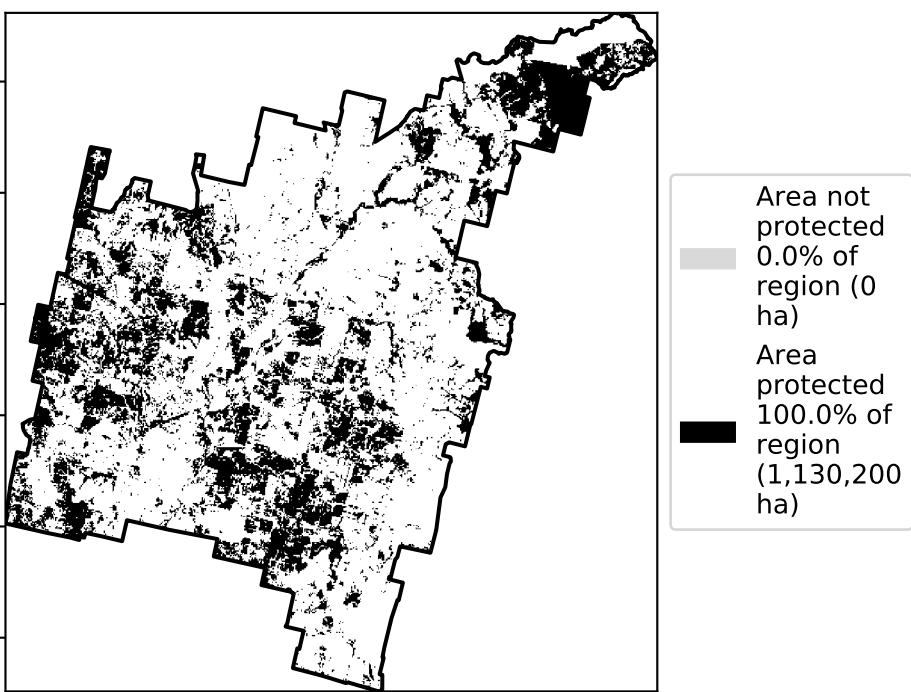 Area not
protected
0.0% of
region (0
ha)
Area
protected
100.0% of
region
(1,130,200
ha)